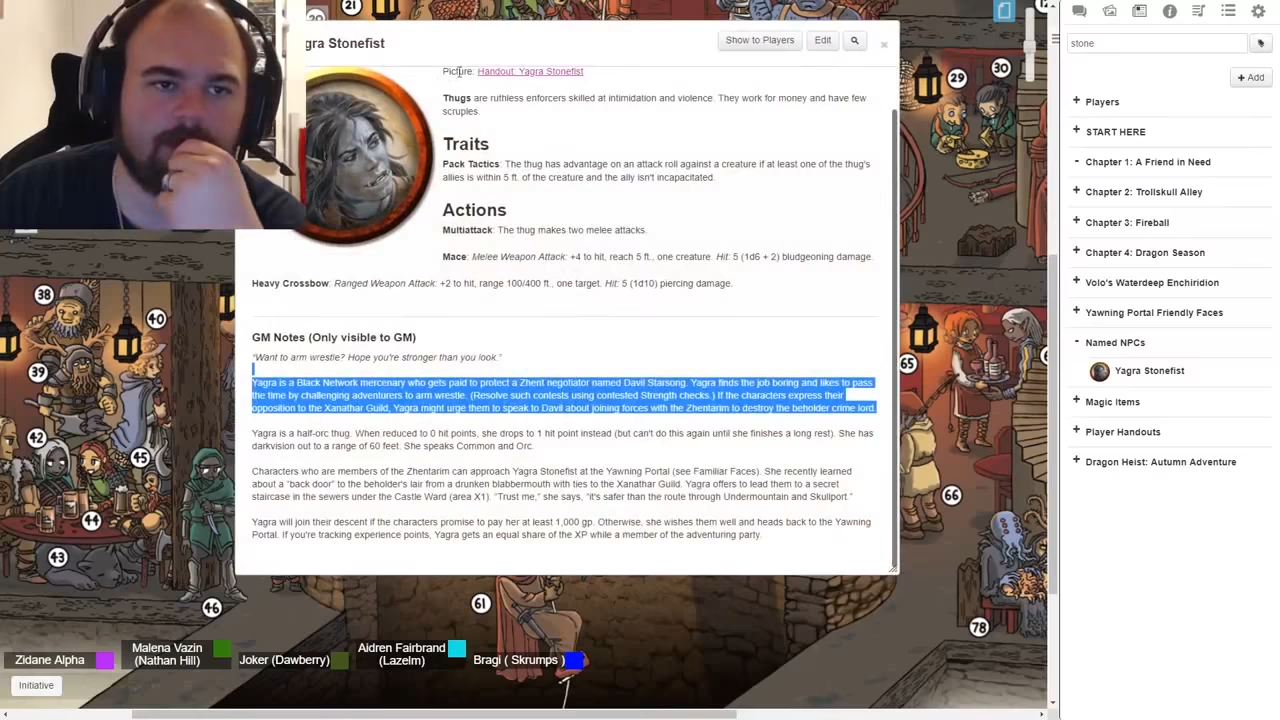 21
20
gra Stonefist
Show to Players
Edit
Picture: Handout: Yagra Stonefist
Thugs are ruthless enforcers skilled at intimidation and violence. They work for money and have few
scruples.
Traits
Pack Tactics: The thug has advantage on an attack roll against a creature if at least one of the thug's
allies is within 5 ft. of the creature and the ally isn't incapacitated.
Actions
Multiattack: The thug makes two melee attacks.
Mace: Melee Weapon Attack: +4 to hit, reach 5 ft., one creature. Hit: 5 (1d6 + 2) bludgeoning damage.
Heavy Crossbow: Ranged Weapon Attack: +2 to hit, range 100/400 ft., one target. Hit: 5 (1d10) piercing damage.
GM Notes (Only visible to GM)
“Want to arm wrestle? Hope you're stronger than you look.”
Yagra is a Black Network mercenary who gets paid to protect a Zhent negotiator named Davil Starsong. Yagra finds the job boring and likes to pass
the time by challenging adventurers to arm wrestle. (Resolve such contests using contested Strength checks.) If the characters express their
opposition to the Xanathar Guild, Yagra might urge them to speak to Davil about joining forces with the Zhentarim to destroy the beholder crime lord.
Yagra is a half-orc thug. When reduced to 0 hit points, she drops to 1 hit point instead (but can't do this again until she finishes a long rest). She has
darkvision out to a range of 60 feet. She speaks Common and Orc.
Characters who are members of the Zhentarim can approach Yagra Stonefist at the Yawning Portal (see Familiar Faces). She recently learned
about a “back door” to the beholder's lair from a drunken blabbermouth with ties to the Xanathar Guild. Yagra offers to lead them to a secret
staircase in the sewers under the Castle Ward (area X1). “Trust me,” she says, “it's safer than the route through Undermountain and Skullport.”
Yagra will join their descent if the characters promise to pay her at least 1,000 gp. Otherwise, she wishes them well and heads back to the Yawning
Portal. If you're tracking experience points, Yagra gets an equal share of the XP while a member of the adventuring party.
29
30
38
40
39
42
45
44
43
46
61
65
66
78
Zidane Alpha
Malena Vazin
(Nathan Hill)
Joker (Dawberry)
Aidren Fairbrand
(Lazelm)
Bragi ( Skrumps )
Initiative
stone
+ Add
+ Players
+ START HERE
- Chapter 1: A Friend in Need
+ Chapter 2: Trollskull Alley
+ Chapter 3: Fireball
+ Chapter 4: Dragon Season
+ Volo's Waterdeep Enchiridion
+ Yawning Portal Friendly Faces
- Named NPCs
Yagra Stonefist
+ Magic Items
+ Player Handouts
+ Dragon Heist: Autumn Adventure